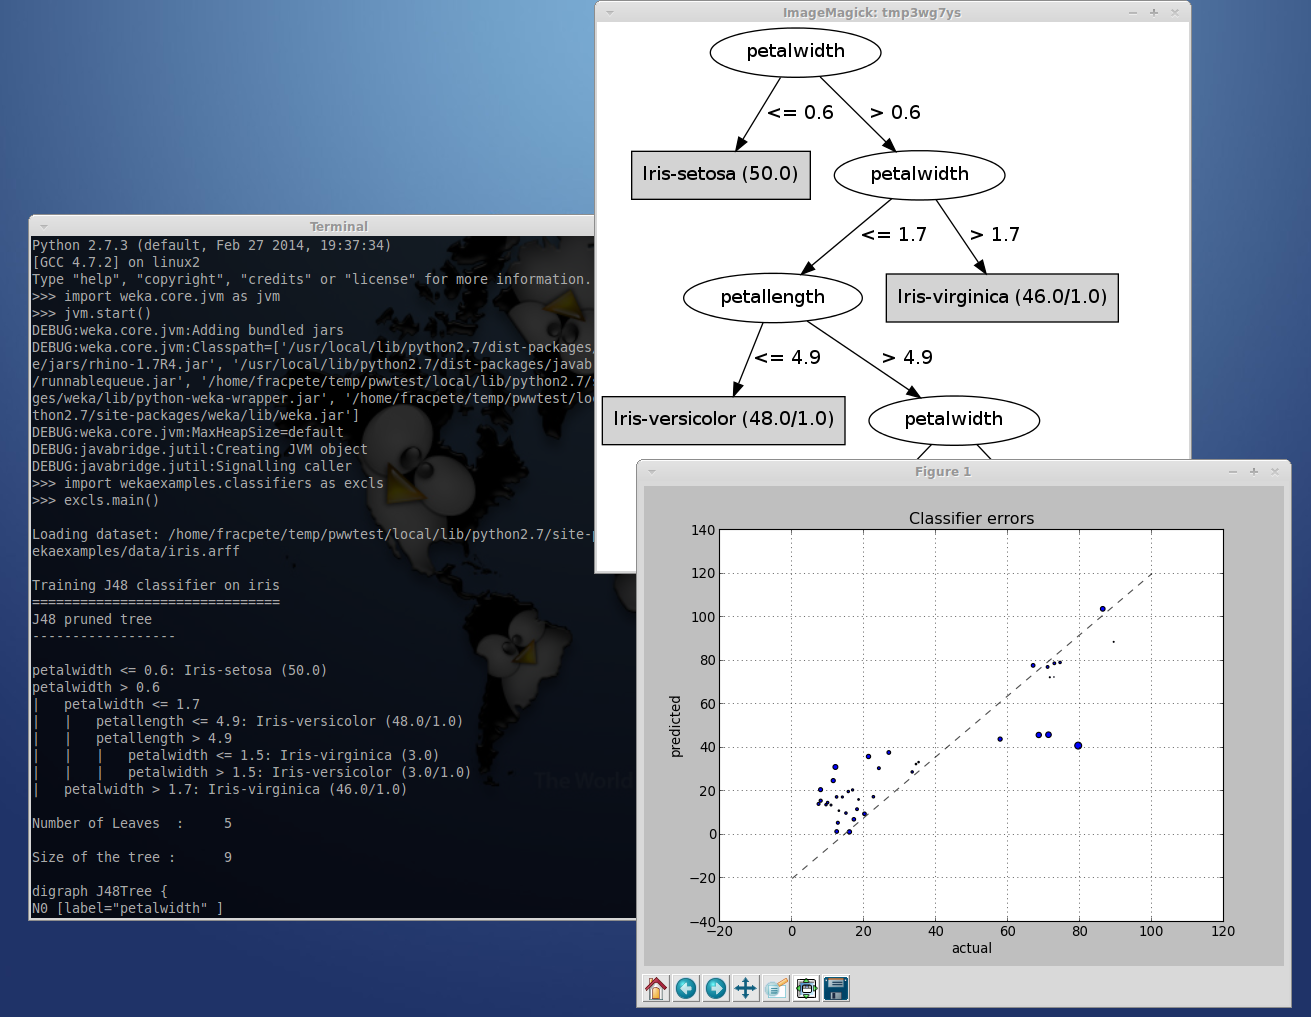 ImageMagick: tmp3wg7ys
petalwidth
<= 0.6
> 0.6
Iris-setosa (50.0)
petalwidth
<= 1.7
> 1.7
petallength
Iris-virginica (46.0/1.0)
<= 4.9
> 4.9
Iris-versicolor (48.0/1.0)
petalwidth
Terminal
Python 2.7.3 (default, Feb 27 2014, 19:37:34)
[GCC 4.7.2] on linux2
Type "help", "copyright", "credits" or "license" for more information.
>>> import weka.core.jvm as jvm
>>> jvm.start()
DEBUG:weka.core.jvm:Adding bundled jars
DEBUG:weka.core.jvm:Classpath=['/usr/local/lib/python2.7/dist-packages/
e/jars/rhino-1.7R4.jar', '/usr/local/lib/python2.7/dist-packages/javab
/runnablequeue.jar', '/home/fracpete/temp/pwwtest/local/lib/python2.7/s
ges/weka/lib/python-weka-wrapper.jar', '/home/fracpete/temp/pwwtest/loc
thon2.7/site-packages/weka/lib/weka.jar']
DEBUG:weka.core.jvm:MaxHeapSize=default
DEBUG:javabridge.jutil:Creating JVM object
DEBUG:javabridge.jutil:Signalling caller
>>> import wekaexamples.classifiers as excls
>>> excls.main()
Loading dataset: /home/fracpete/temp/pwwtest/local/lib/python2.7/site-p
ekaexamples/data/iris.arff
Training J48 classifier on iris
===============================
J48 pruned tree
------------------
petalwidth <= 0.6: Iris-setosa (50.0)
petalwidth > 0.6
|   petalwidth <= 1.7
|   |   petallength <= 4.9: Iris-versicolor (48.0/1.0)
|   |   petallength > 4.9
|   |   |   petalwidth <= 1.5: Iris-virginica (3.0)
|   |   |   petalwidth > 1.5: Iris-versicolor (3.0/1.0)
|   petalwidth > 1.7: Iris-virginica (46.0/1.0)
Number of Leaves  :     5
Size of the tree :      9
digraph J48Tree {
N0 [label="petalwidth" ]
The World
Figure 1
Classifier errors
140
120
100
80
60
40
20
0
−20
−40
predicted
−20 0 20 40 60 80 100 120
actual